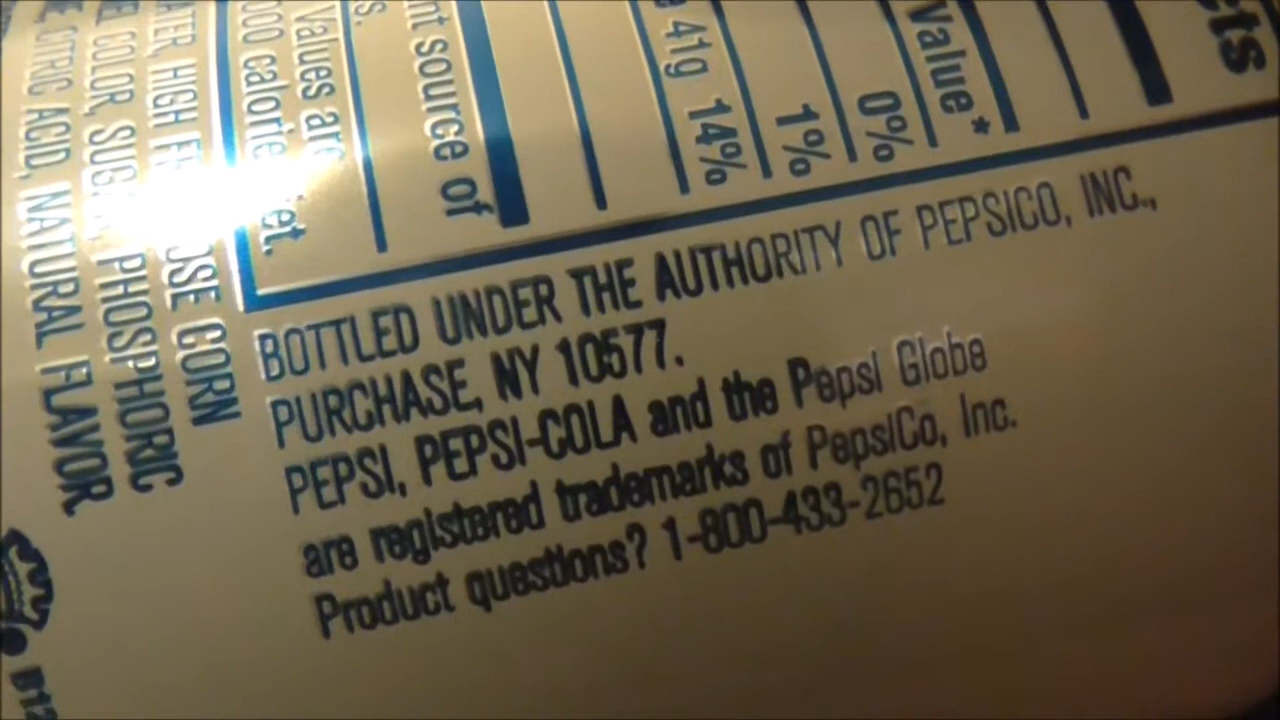 cts
Value*
0%
1%
41g 14%
nt source of
s.
Values are
000 calorie et.
ATER, HIGH FR OSE CORN
COLOR, SUG PHOSPHORIC
CITRIC ACID, NATURAL FLAVOR
BOTTLED UNDER THE AUTHORITY OF PEPSICO, INC.,
PURCHASE, NY 10577.
PEPSI, PEPSI-COLA and the Pepsi Globe
are registered trademarks of PepsiCo, Inc.
Product questions? 1-800-433-2652